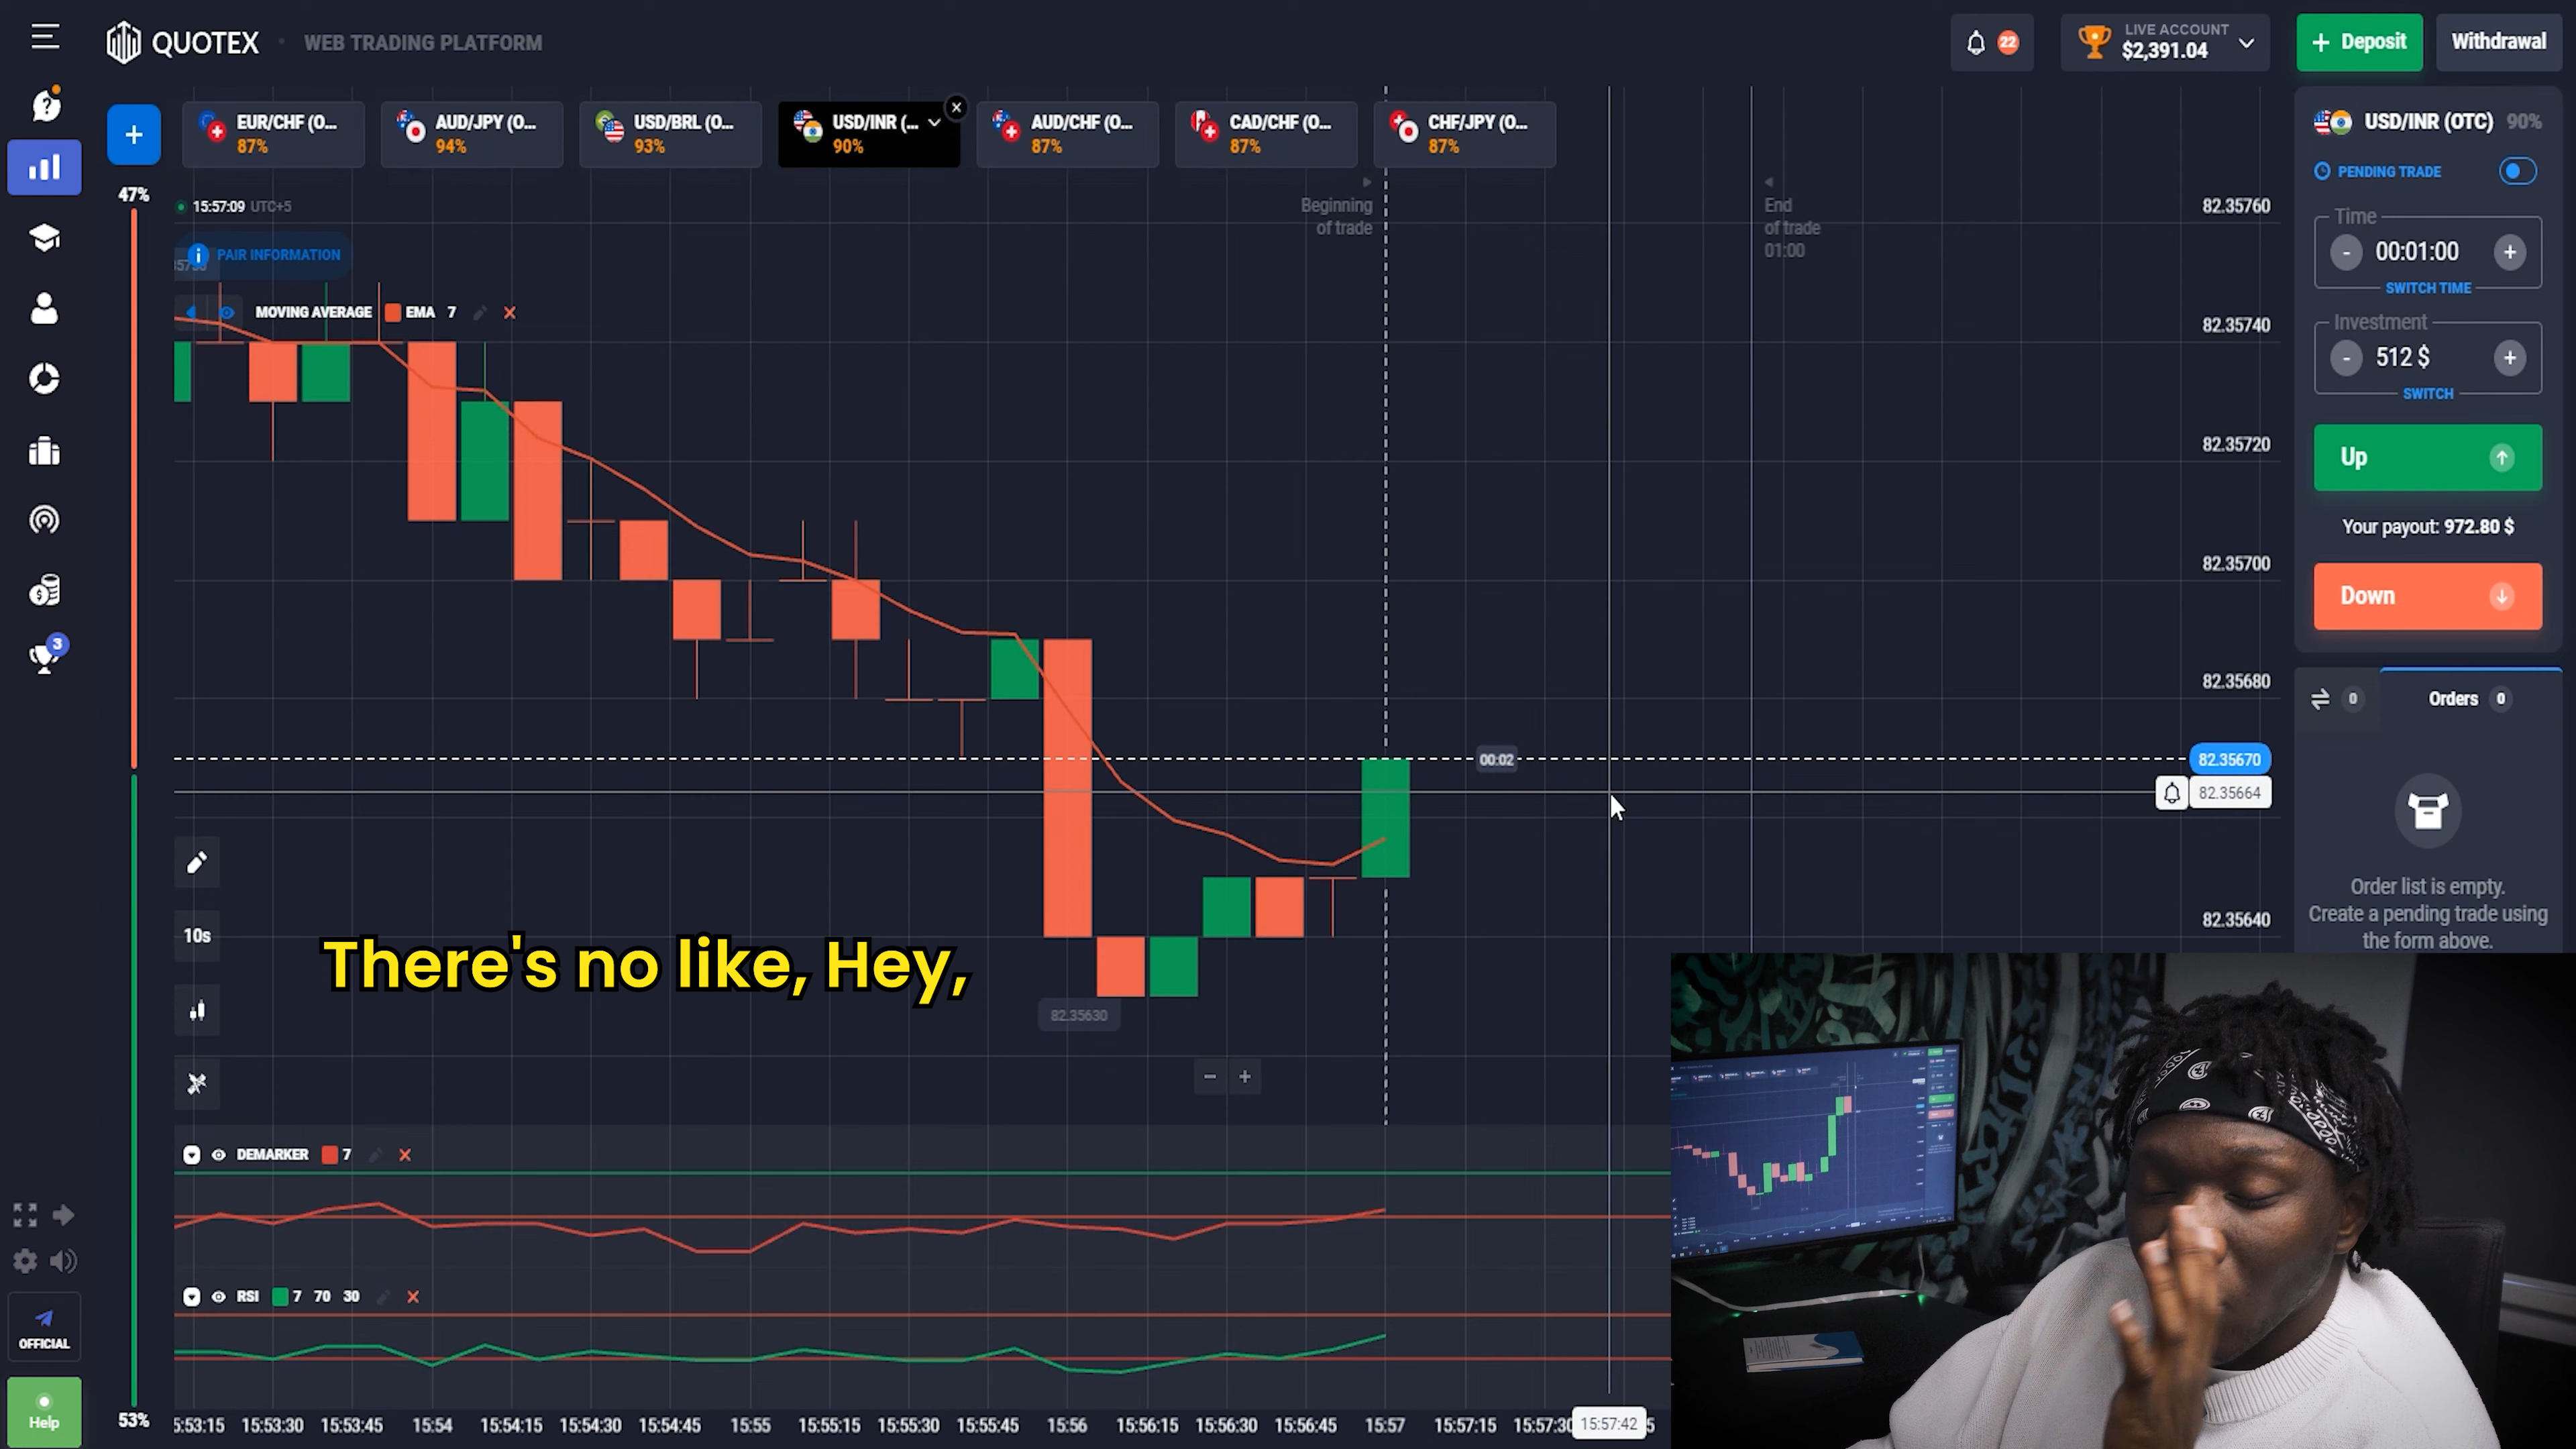 QUOTEX
WEB TRADING PLATFORM
22
LIVE ACCOUNT
$2,391.04
+ Deposit
Withdrawal
EUR/CHF (O...
87%
AUD/JPY (O...
94%
USD/BRL (O...
93%
USD/INR (...
90%
AUD/CHF (O...
87%
CAD/CHF (O...
87%
CHF/JPY (O...
87%
USD/INR (OTC) 90%
PENDING TRADE
Time
- 00:01:00 +
SWITCH TIME
Investment
- 512 $ +
SWITCH
Up
Your payout: 972.80 $
Down
0
Orders 0
Order list is empty.
Create a pending trade using
the form above.
47%
15:57:09 UTC+5
PAIR INFORMATION
MOVING AVERAGE EMA 7
Beginning
of trade
End
of trade
01:00
82.35760
82.35740
82.35720
82.35700
82.35680
82.35670
82.35664
82.35640
00:02
3
10s
There's no like, Hey,
82.35630
DEMARKER 7
RSI 7 70 30
OFFICIAL
Help
53%
5:53:15 15:53:30 15:53:45 15:54 15:54:15 15:54:30 15:54:45 15:55 15:55:15 15:55:30 15:55:45 15:56 15:56:15 15:56:30 15:56:45 15:57 15:57:15 15:57:30 15:57:42 5